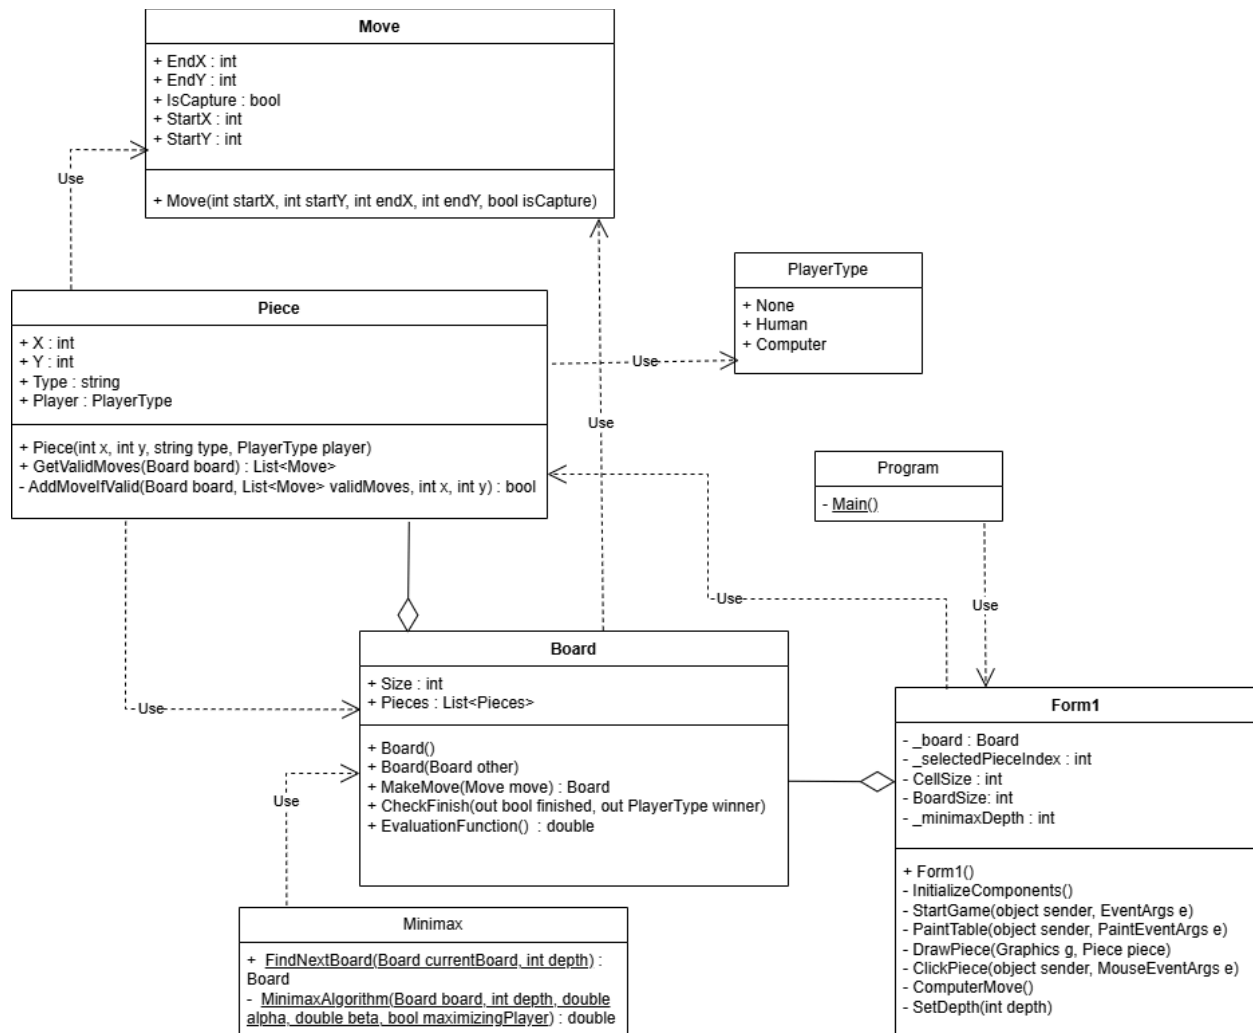 Move
+ EndX : int
+ EndY : int
+ IsCapture : bool
+ StartX : int
+ StartY : int
+ Move(int startX, int startY, int endX, int endY, bool isCapture)
Use
PlayerType
+ None
+ Human
+ Computer
Piece
+ X : int
+ Y : int
+ Type : string
+ Player : PlayerType
+ Piece(int x, int y, string type, PlayerType player)
+ GetValidMoves(Board board) : List<Move>
- AddMoveIfValid(Board board, List<Move> validMoves, int x, int y) : bool
Use
Use
Program
- Main()
Use
Use
Use
Board
+ Size : int
+ Pieces : List<Pieces>
+ Board()
+ Board(Board other)
+ MakeMove(Move move) : Board
+ CheckFinish(out bool finished, out PlayerType winner)
+ EvaluationFunction() : double
Use
Form1
- _board : Board
- _selectedPieceIndex : int
- CellSize : int
- BoardSize: int
- _minimaxDepth : int
+ Form1()
- InitializeComponents()
- StartGame(object sender, EventArgs e)
- PaintTable(object sender, PaintEventArgs e)
- DrawPiece(Graphics g, Piece piece)
- ClickPiece(object sender, MouseEventArgs e)
- ComputerMove()
- SetDepth(int depth)
Minimax
+ FindNextBoard(Board currentBoard, int depth) :
Board
- MinimaxAlgorithm(Board board, int depth, double
alpha, double beta, bool maximizingPlayer) : double